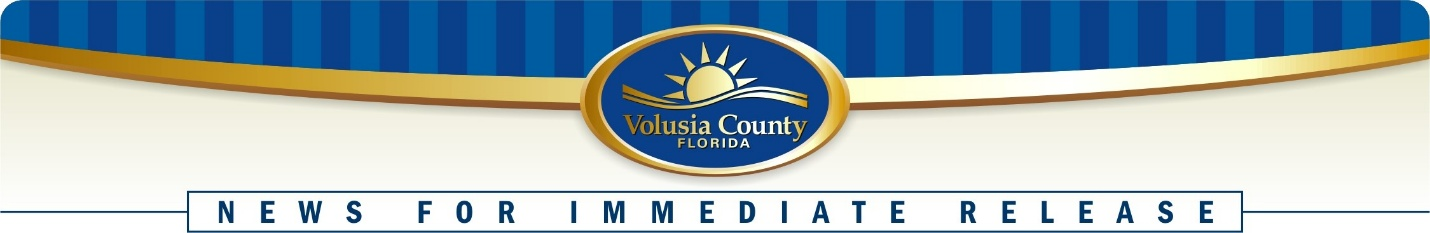 Volusia County
FLORIDA
NEWS FOR IMMEDIATE RELEASE